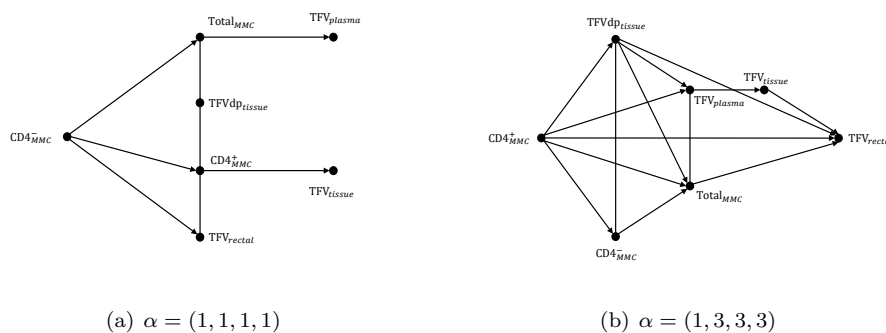 Total_MMC
TFV_plasma
TFVdp_tissue
CD4⁻_MMC
CD4⁺_MMC
TFV_tissue
TFV_rectal
(a) α = (1, 1, 1, 1)
TFVdp_tissue
TFV_tissue
TFV_plasma
CD4⁺_MMC
TFV_recta
Total_MMC
CD4⁻_MMC
(b) α = (1, 3, 3, 3)